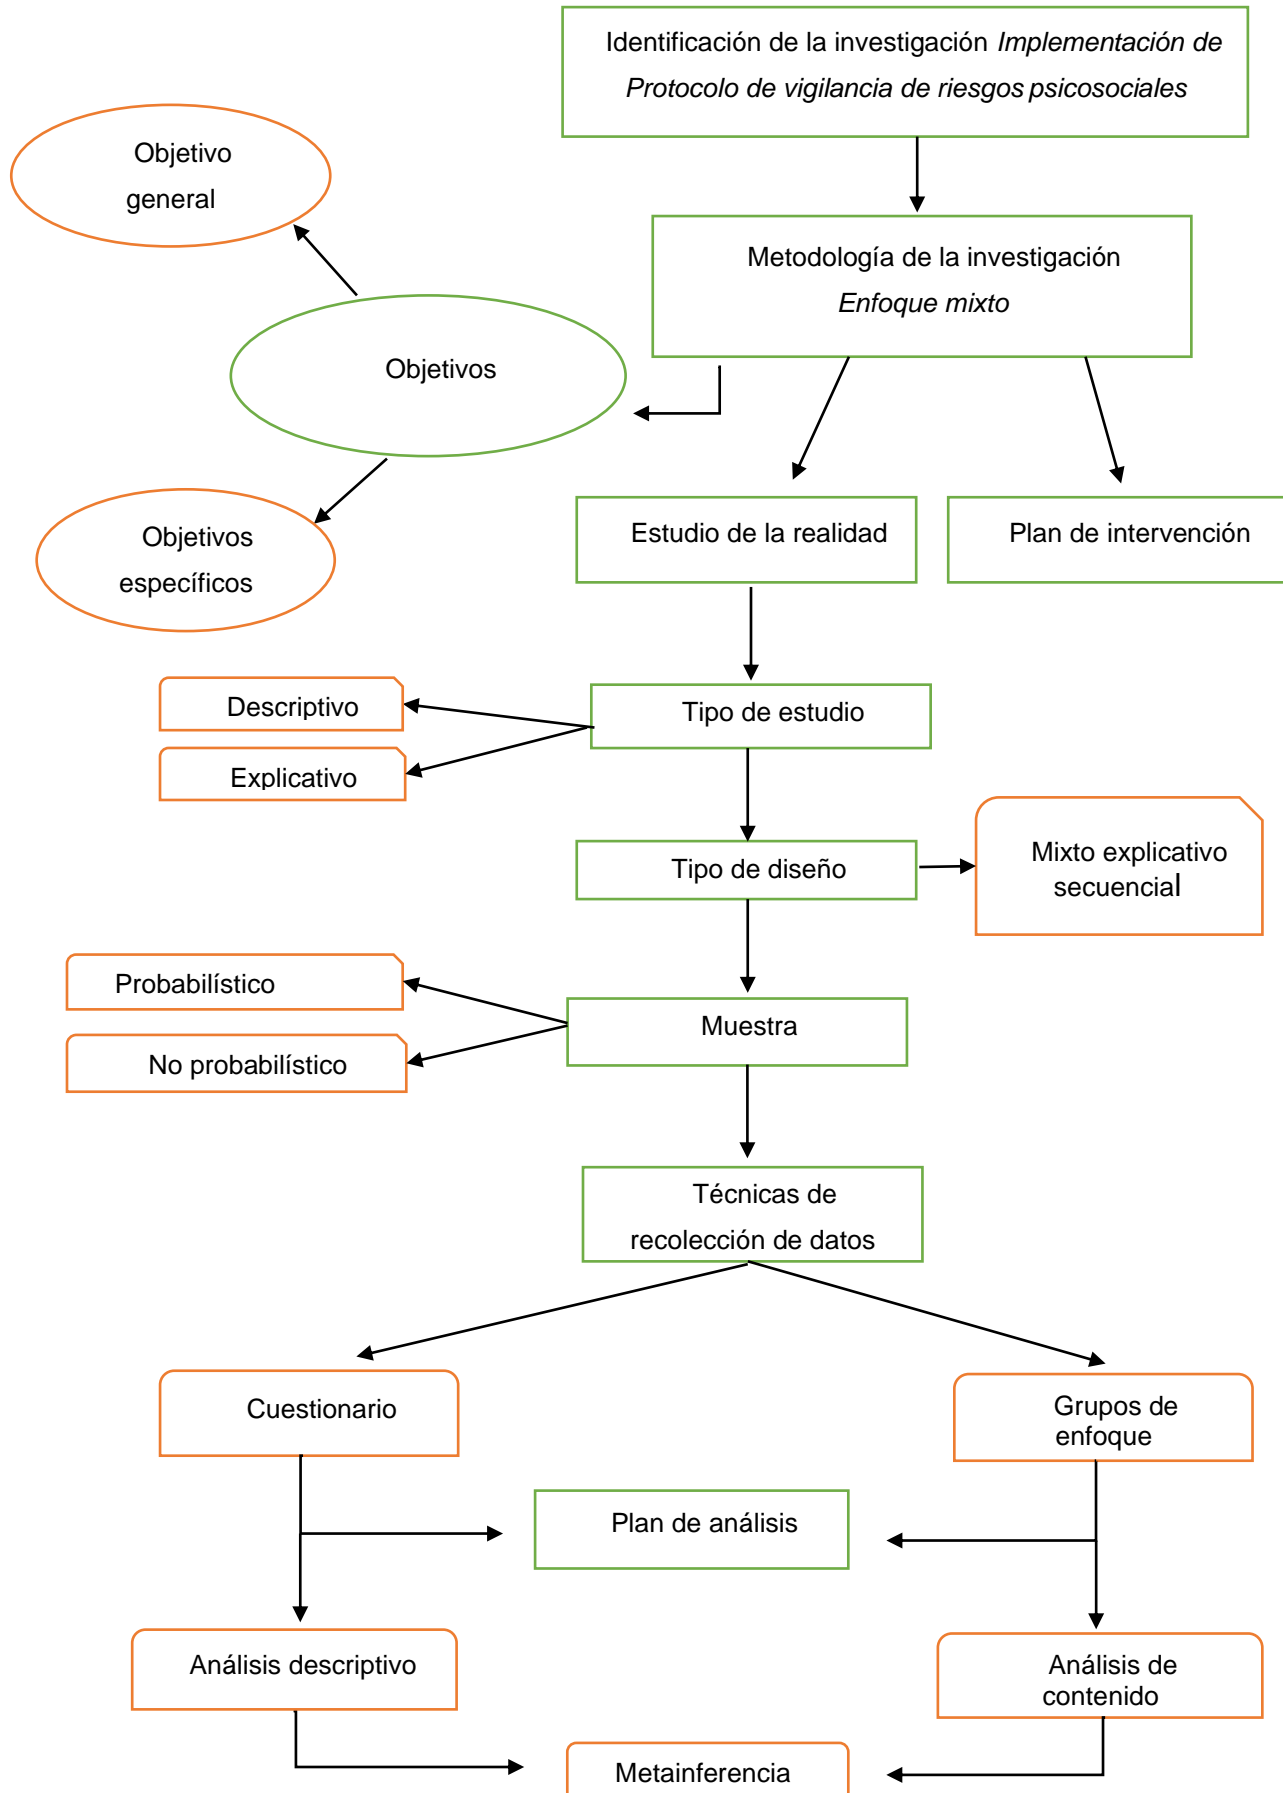 Identificación de la investigación Implementación de
Protocolo de vigilancia de riesgos psicosociales
Objetivo
general
Metodología de la investigación
Enfoque mixto
Objetivos
Objetivos
específicos
Estudio de la realidad
Plan de intervención
Tipo de estudio
Descriptivo
Explicativo
Tipo de diseño
Mixto explicativo
secuencial
Probabilístico
No probabilístico
Muestra
Técnicas de
recolección de datos
Cuestionario
Grupos de
enfoque
Plan de análisis
Análisis descriptivo
Análisis de
contenido
Metainferencia